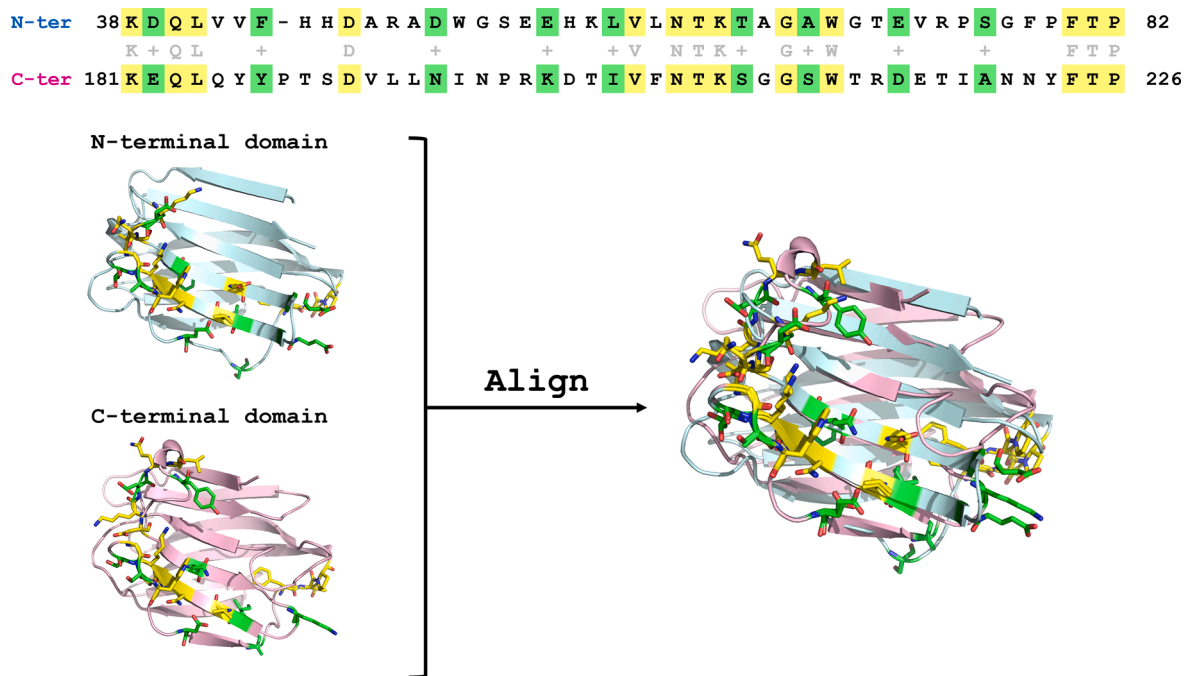 N-ter 38 K D Q L V V F - H H D A R A D W G S E E H K L V L N T K T A G A W G T E V R P S G F P F T P 82
K + Q L + D + + + V N T K + G + W + + F T P
C-ter 181 K E Q L Q Y Y P T S D V L L N I N P R K D T I V F N T K S G G S W T R D E T I A N N Y F T P 226
N-terminal domain
C-terminal domain
Align